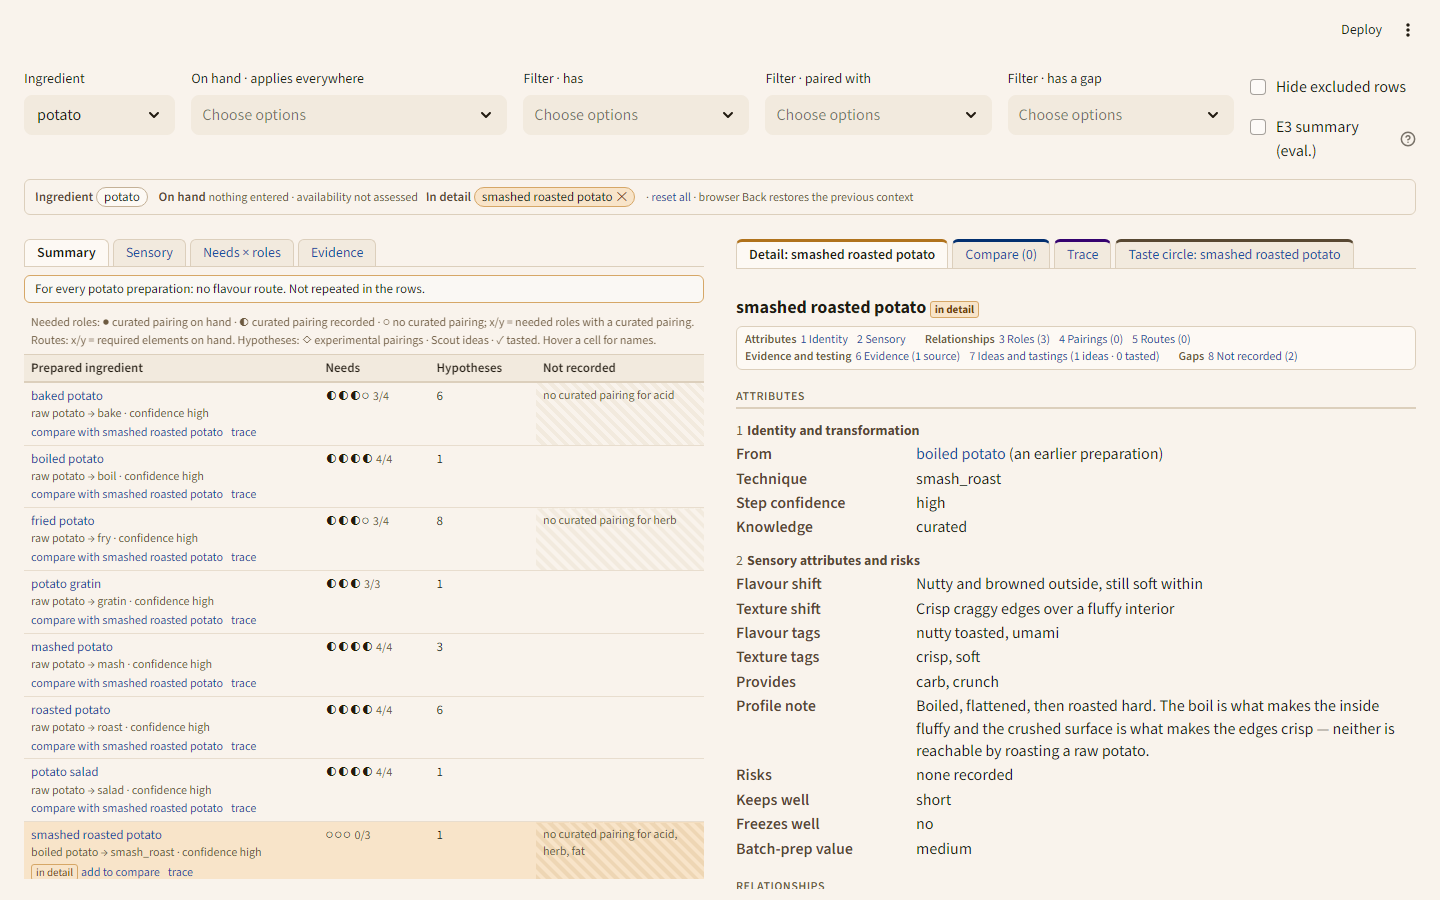 Deploy
Ingredient
On hand · applies everywhere
Filter · has
Filter · paired with
Filter · has a gap
potato
Choose options
Choose options
Choose options
Choose options
Hide excluded rows
E3 summary
(eval.)
Ingredient potato On hand nothing entered · availability not assessed In detail smashed roasted potato · reset all · browser Back restores the previous context
Summary
Sensory
Needs × roles
Evidence
For every potato preparation: no flavour route. Not repeated in the rows.
Needed roles: ● curated pairing on hand · ◐ curated pairing recorded · ○ no curated pairing; x/y = needed roles with a curated pairing.
Routes: x/y = required elements on hand. Hypotheses: ◇ experimental pairings · Scout ideas · ✓ tasted. Hover a cell for names.
Prepared ingredient Needs Hypotheses Not recorded
baked potato ◐◐◐○ 3/4 6 no curated pairing for acid
raw potato → bake · confidence high
compare with smashed roasted potato trace
boiled potato ◐◐◐◐ 4/4 1
raw potato → boil · confidence high
compare with smashed roasted potato trace
fried potato ◐◐◐○ 3/4 8 no curated pairing for herb
raw potato → fry · confidence high
compare with smashed roasted potato trace
potato gratin ◐◐◐ 3/3 1
raw potato → gratin · confidence high
compare with smashed roasted potato trace
mashed potato ◐◐◐◐ 4/4 3
raw potato → mash · confidence high
compare with smashed roasted potato trace
roasted potato ◐◐◐◐ 4/4 6
raw potato → roast · confidence high
compare with smashed roasted potato trace
potato salad ◐◐◐◐ 4/4 1
raw potato → salad · confidence high
compare with smashed roasted potato trace
smashed roasted potato ○○○ 0/3 1 no curated pairing for acid,
herb, fat
boiled potato → smash_roast · confidence high
in detail add to compare trace
Detail: smashed roasted potato
Compare (0)
Trace
Taste circle: smashed roasted potato
smashed roasted potato in detail
Attributes 1 Identity 2 Sensory Relationships 3 Roles (3) 4 Pairings (0) 5 Routes (0)
Evidence and testing 6 Evidence (1 source) 7 Ideas and tastings (1 ideas · 0 tasted) Gaps 8 Not recorded (2)
ATTRIBUTES
1 Identity and transformation
From boiled potato (an earlier preparation)
Technique smash_roast
Step confidence high
Knowledge curated
2 Sensory attributes and risks
Flavour shift Nutty and browned outside, still soft within
Texture shift Crisp craggy edges over a fluffy interior
Flavour tags nutty toasted, umami
Texture tags crisp, soft
Provides carb, crunch
Profile note Boiled, flattened, then roasted hard. The boil is what makes the inside
fluffy and the crushed surface is what makes the edges crisp — neither is
reachable by roasting a raw potato.
Risks none recorded
Keeps well short
Freezes well no
Batch-prep value medium
RELATIONSHIPS